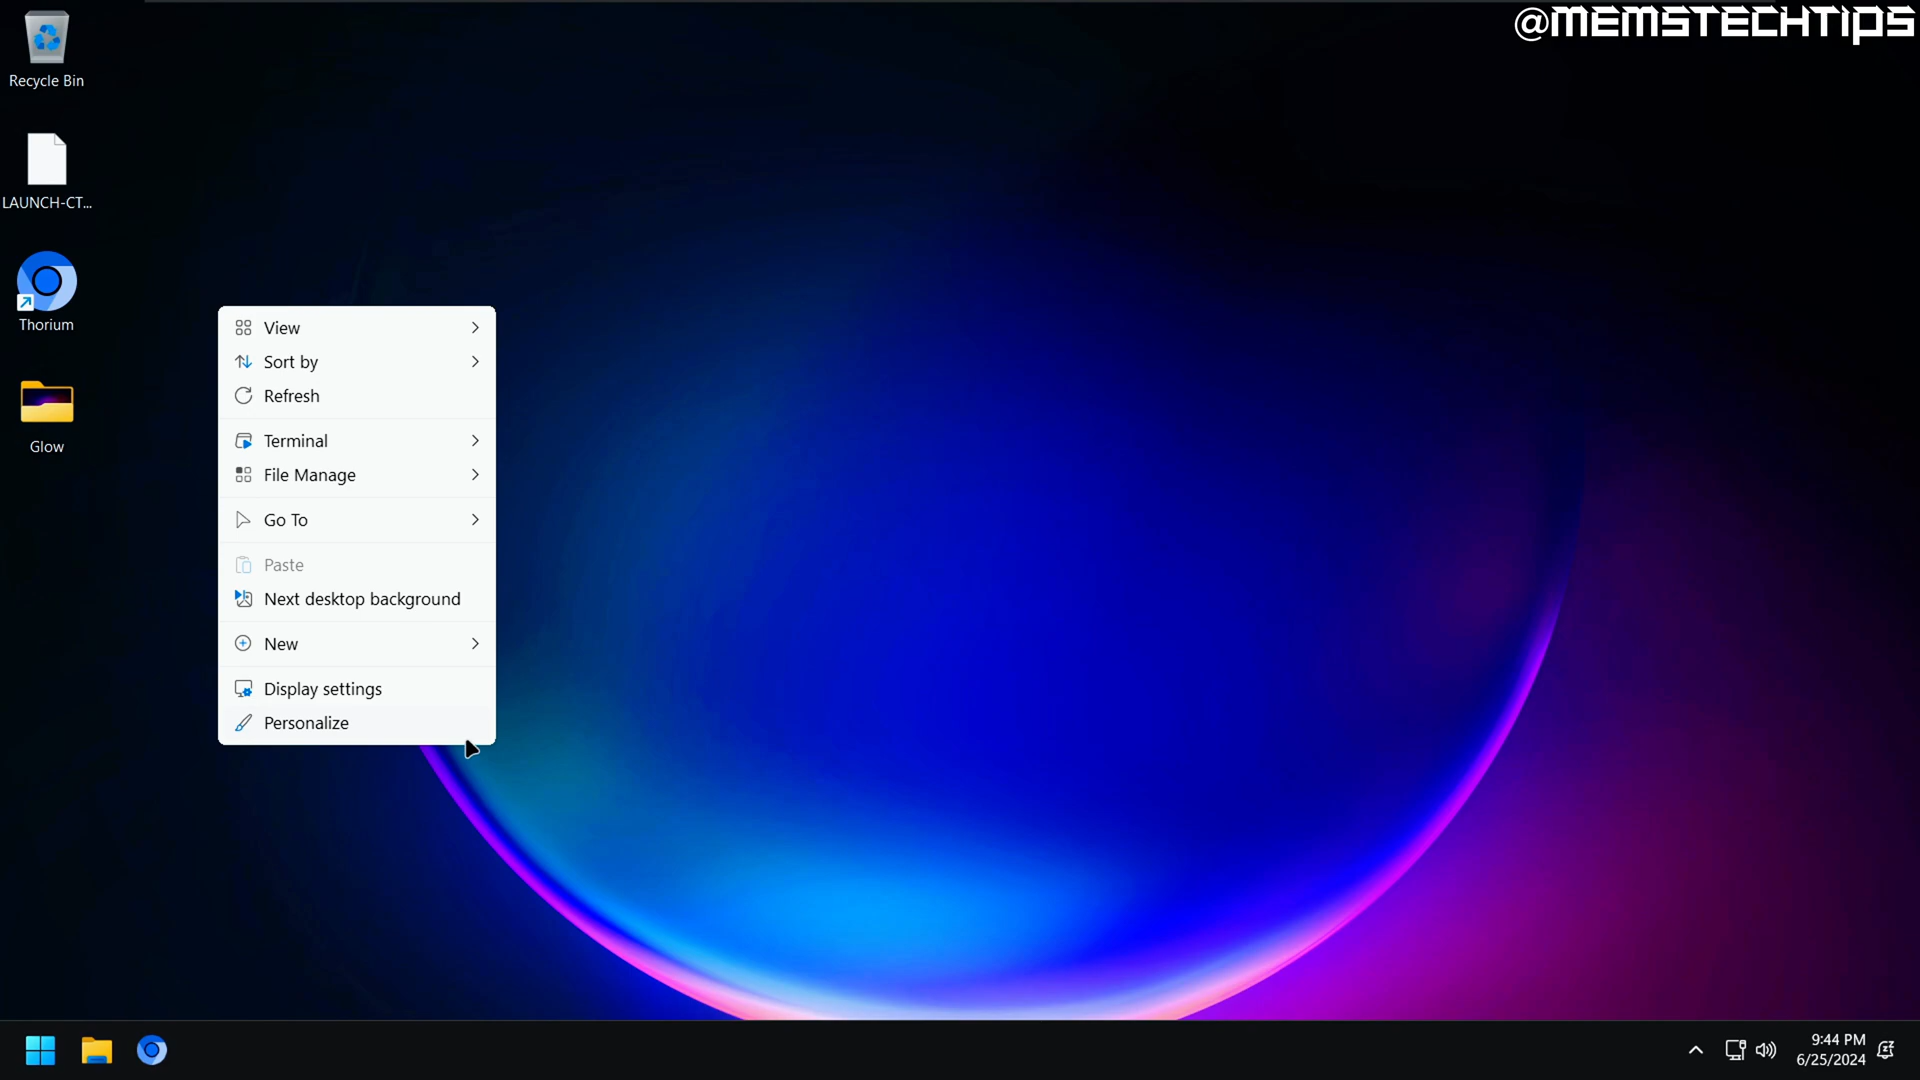 @MEMSTECHTIPS
Recycle Bin
LAUNCH-CT...
Thorium
Glow
View
Sort by
Refresh
Terminal
File Manage
Go To
Paste
Next desktop background
New
Display settings
Personalize
9:44 PM
6/25/2024